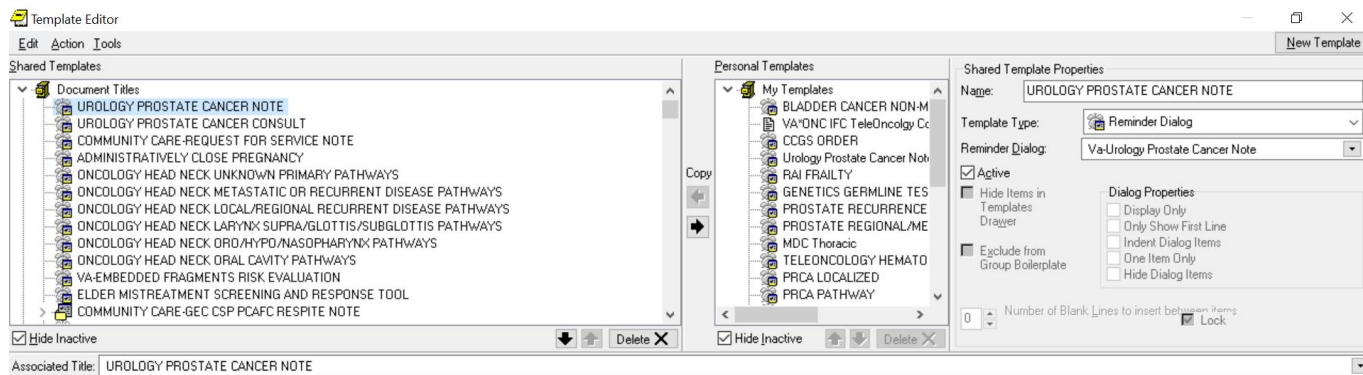 Template Editor
Edit Action Tools
New Template
Shared Templates
Document Titles
UROLOGY PROSTATE CANCER NOTE
UROLOGY PROSTATE CANCER CONSULT
COMMUNITY CARE-REQUEST FOR SERVICE NOTE
ADMINISTRATIVELY CLOSE PREGNANCY
ONCOLOGY HEAD NECK UNKNOWN PRIMARY PATHWAYS
ONCOLOGY HEAD NECK METASTATIC OR RECURRENT DISEASE PATHWAYS
ONCOLOGY HEAD NECK LOCAL/REGIONAL RECURRENT DISEASE PATHWAYS
ONCOLOGY HEAD NECK LARYNX SUPRA/GLOTTIS/SUBGLOTTIS PATHWAYS
ONCOLOGY HEAD NECK ORO/HYPO/NASOPHARYNX PATHWAYS
ONCOLOGY HEAD NECK ORAL CAVITY PATHWAYS
VA-EMBEDDED FRAGMENTS RISK EVALUATION
ELDER MISTREATMENT SCREENING AND RESPONSE TOOL
COMMUNITY CARE-GEC CSP PCAFC RESPITE NOTE
Hide Inactive
Delete X
Copy
Personal Templates
My Templates
BLADDER CANCER NON-M
VA*ONC IFC TeleOncolgy Cc
CCGS ORDER
Urology Prostate Cancer Note
RAI FRAILTY
GENETICS GERMLINE TES
PROSTATE RECURRENCE
PROSTATE REGIONAL/ME
MDC Thoracic
TELEONCOLOGY HEMATO
PRCA LOCALIZED
PRCA PATHWAY
Hide Inactive
Delete X
Shared Template Properties
Name: UROLOGY PROSTATE CANCER NOTE
Template Type: Reminder Dialog
Reminder Dialog: Va-Urology Prostate Cancer Note
Active
Hide Items in
Templates
Drawer
Exclude from
Group Boilerplate
Dialog Properties
Display Only
Only Show First Line
Indent Dialog Items
One Item Only
Hide Dialog Items
0 Number of Blank Lines to insert between items
Lock
Associated Title: UROLOGY PROSTATE CANCER NOTE